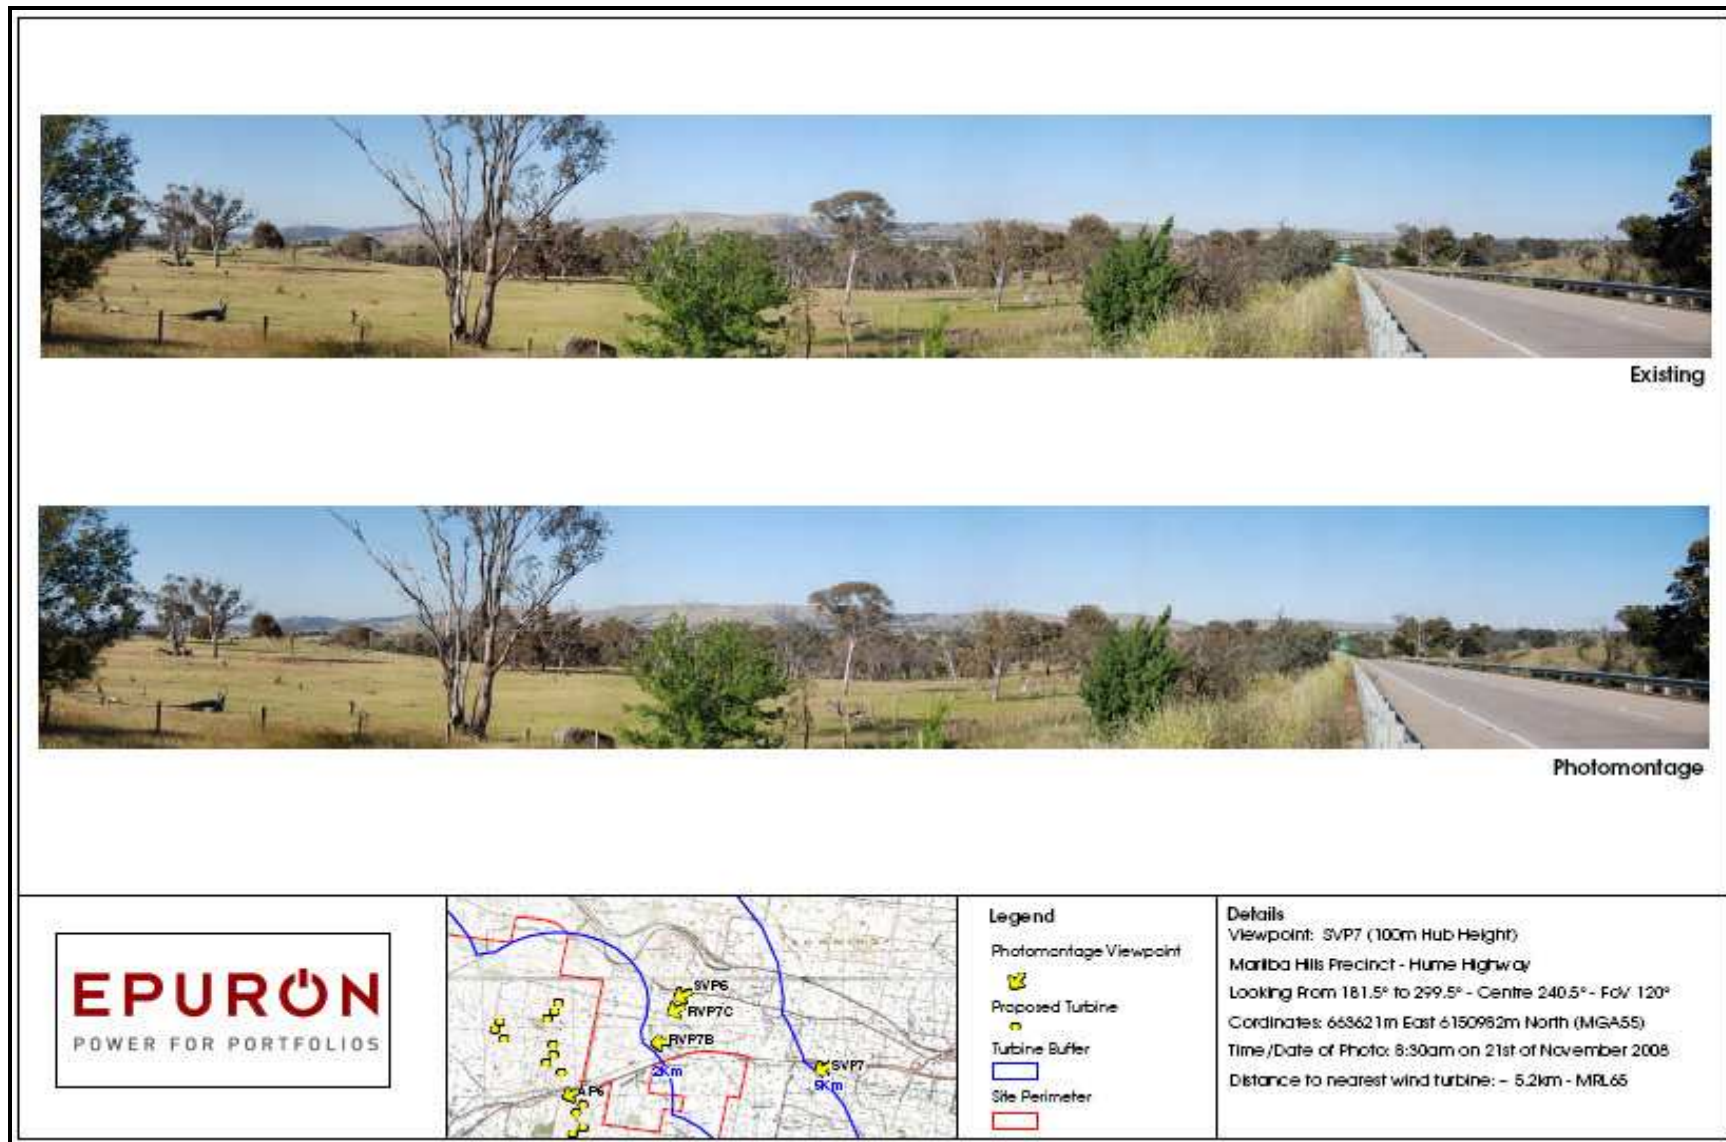 Existing
Photomontage
EPURON
POWER FOR PORTFOLIOS
SVP6
RVP7C
RVP7B
2Km
SVP7
5Km
AP6
Legend
Photomontage Viewpoint
Proposed Turbine
Turbine Buffer
Site Perimeter
Details
Viewpoint: SVP7 (100m Hub Height)
Marilba Hills Precinct - Hume Highway
Looking From 181.5° to 299.5° - Centre 240.5° - FoV 120°
Cordinates: 663621m East 6150982m North (MGA55)
Time/Date of Photo: 8:30am on 21st of November 2008
Distance to nearest wind turbine: ~ 5.2km - MRL65